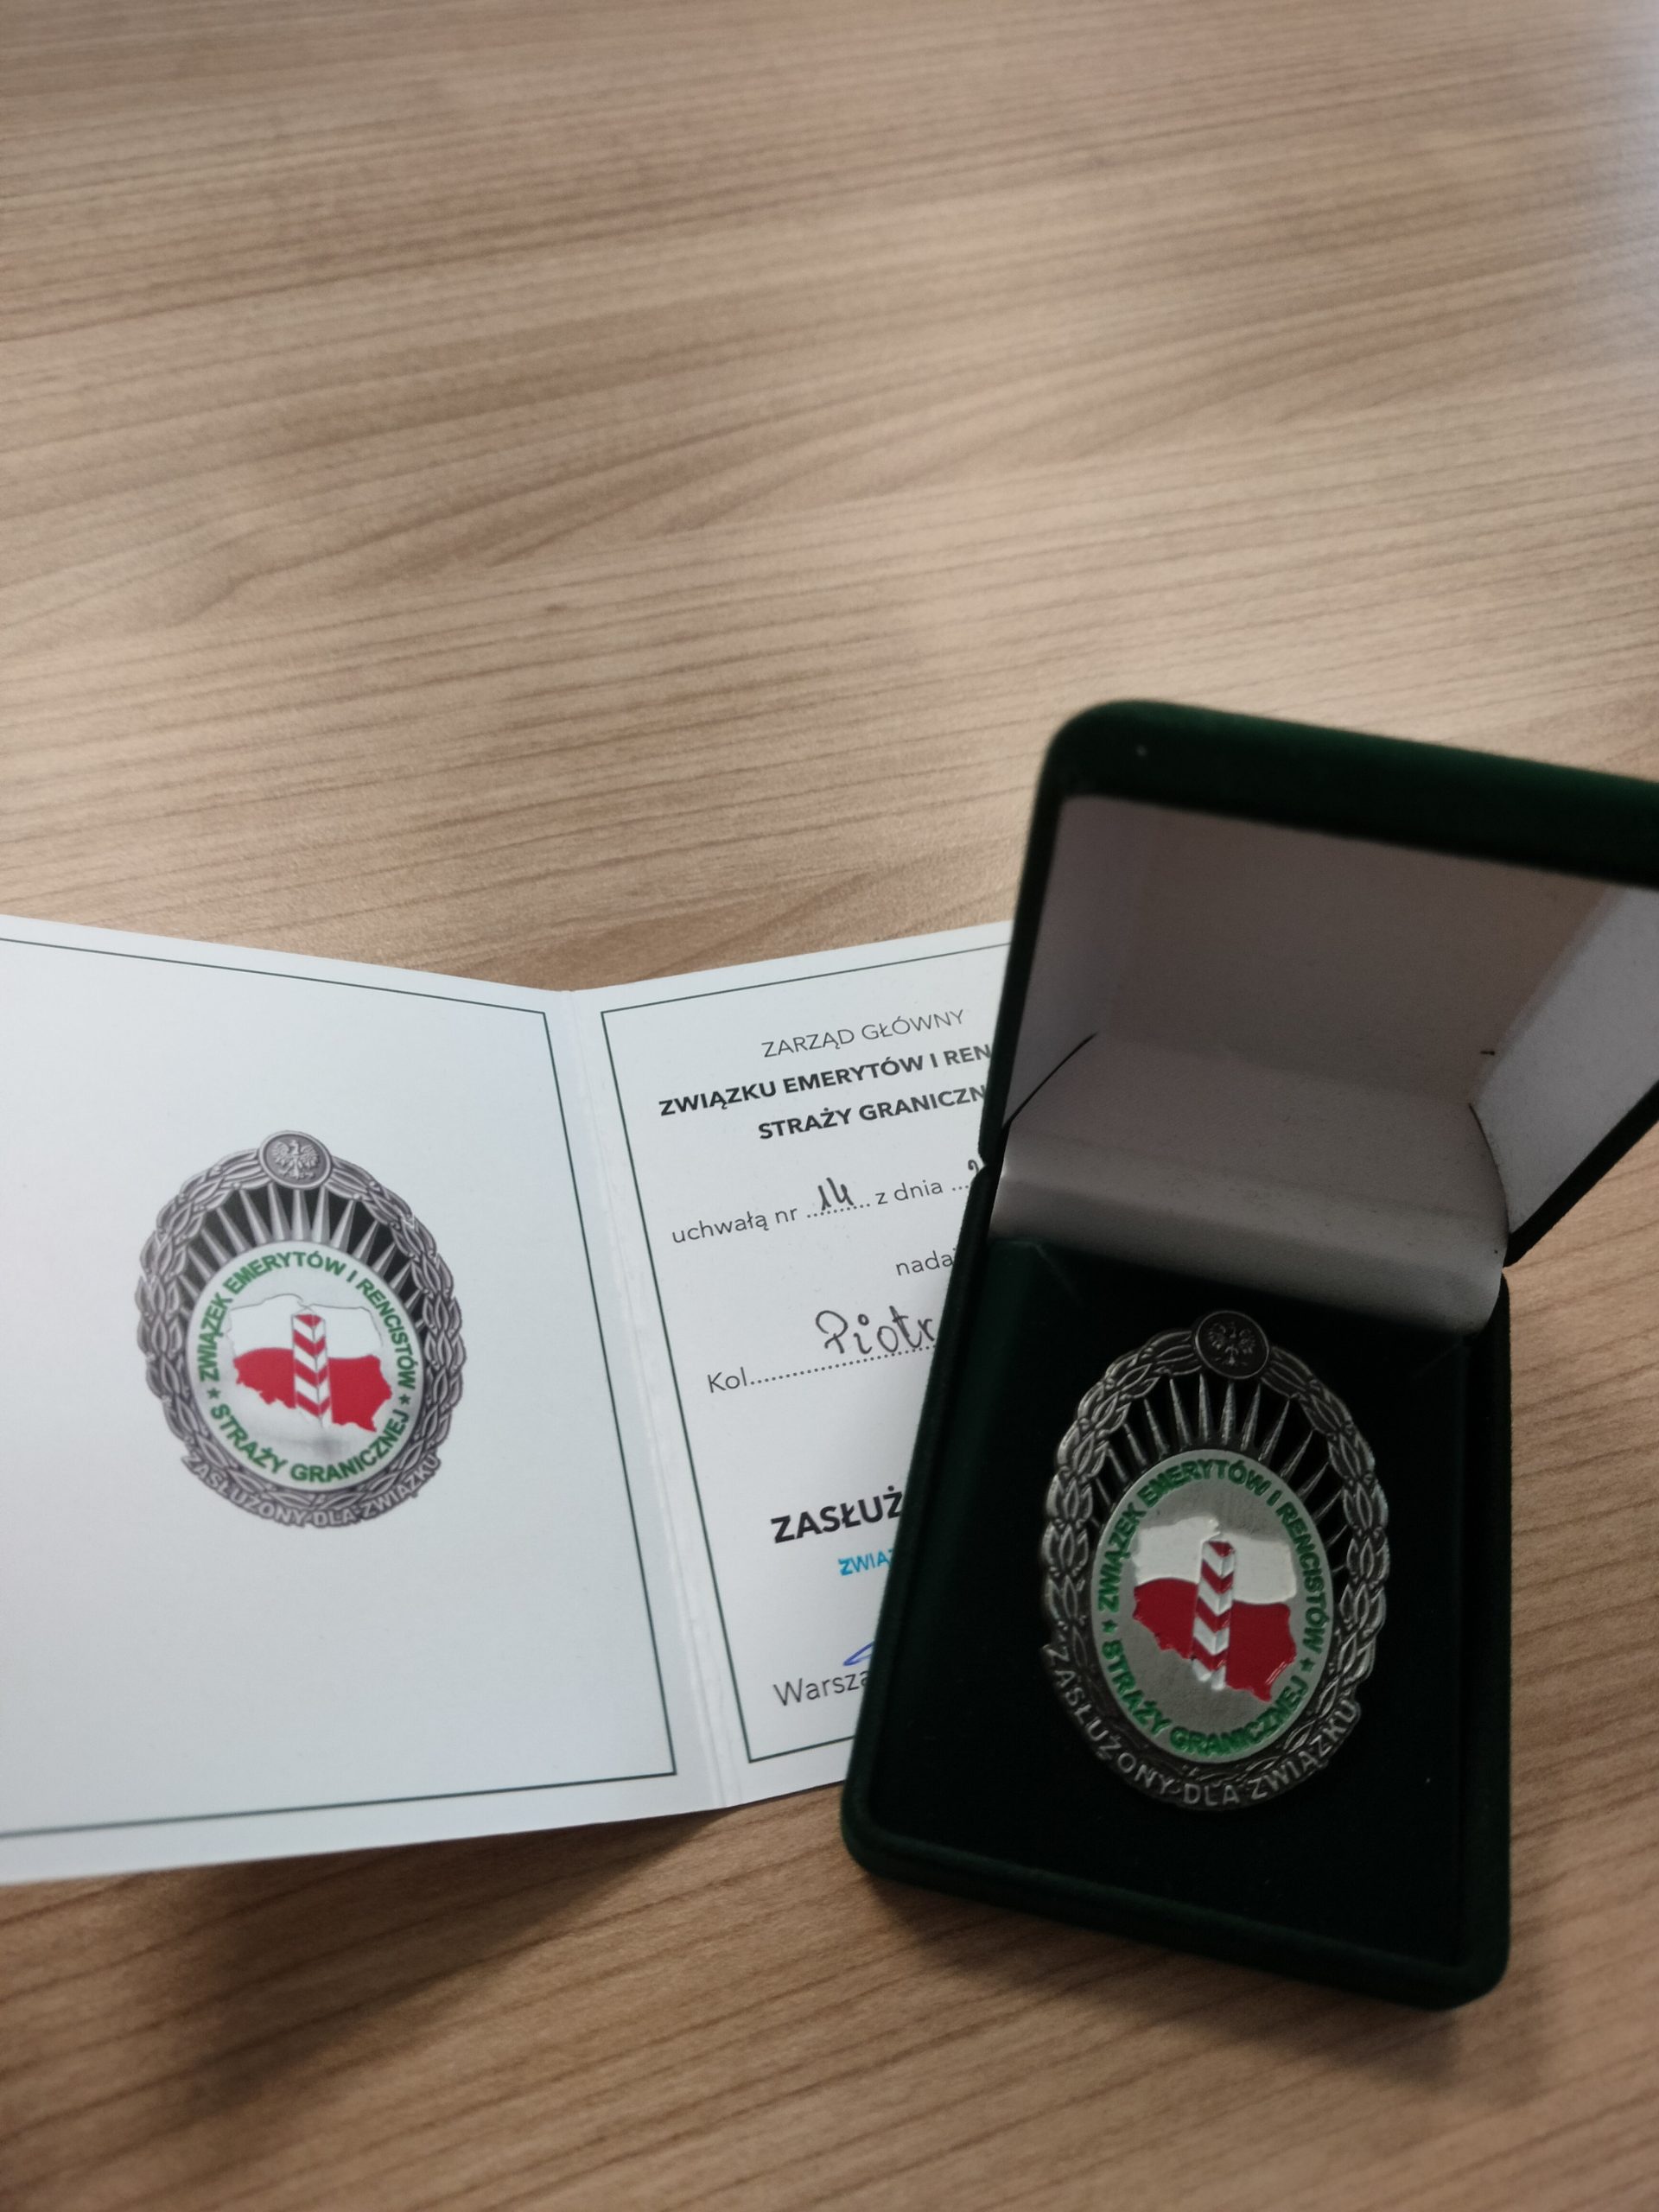 ZWIĄZEK EMERYTÓW I RENCISTÓW
★ STRAŻY GRANICZNEJ ★
ZASŁUŻONY DLA ZWIĄZKU
ZARZĄD GŁÓWNY
ZWIĄZKU EMERYTÓW I REN
STRAŻY GRANICZN
uchwałą nr 14 z dnia
nada
Kol. Piotr
ZASŁUŻ
ZWIĄZ
Warsza
ZWIĄZEK EMERYTÓW I RENCISTÓW
★ STRAŻY GRANICZNEJ ★
ZASŁUŻONY DLA ZWIĄZKU